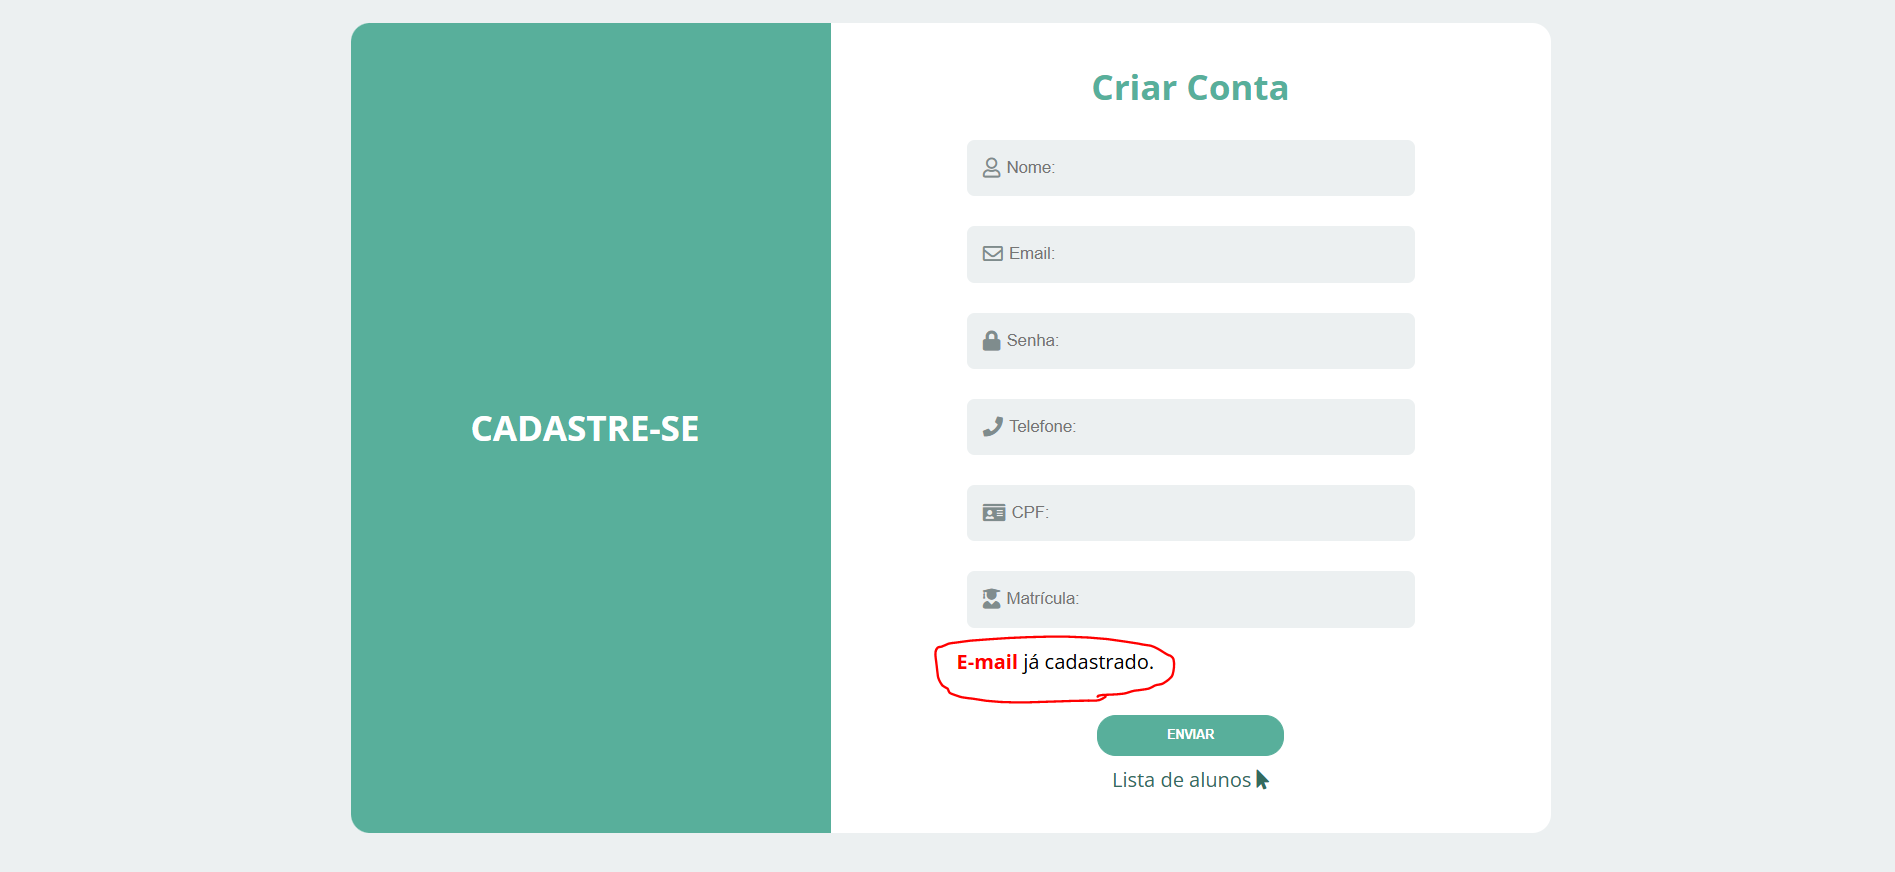 CADASTRE-SE
Criar Conta
Nome:
Email:
Senha:
Telefone:
CPF:
Matrícula:
E-mail já cadastrado.
ENVIAR
Lista de alunos